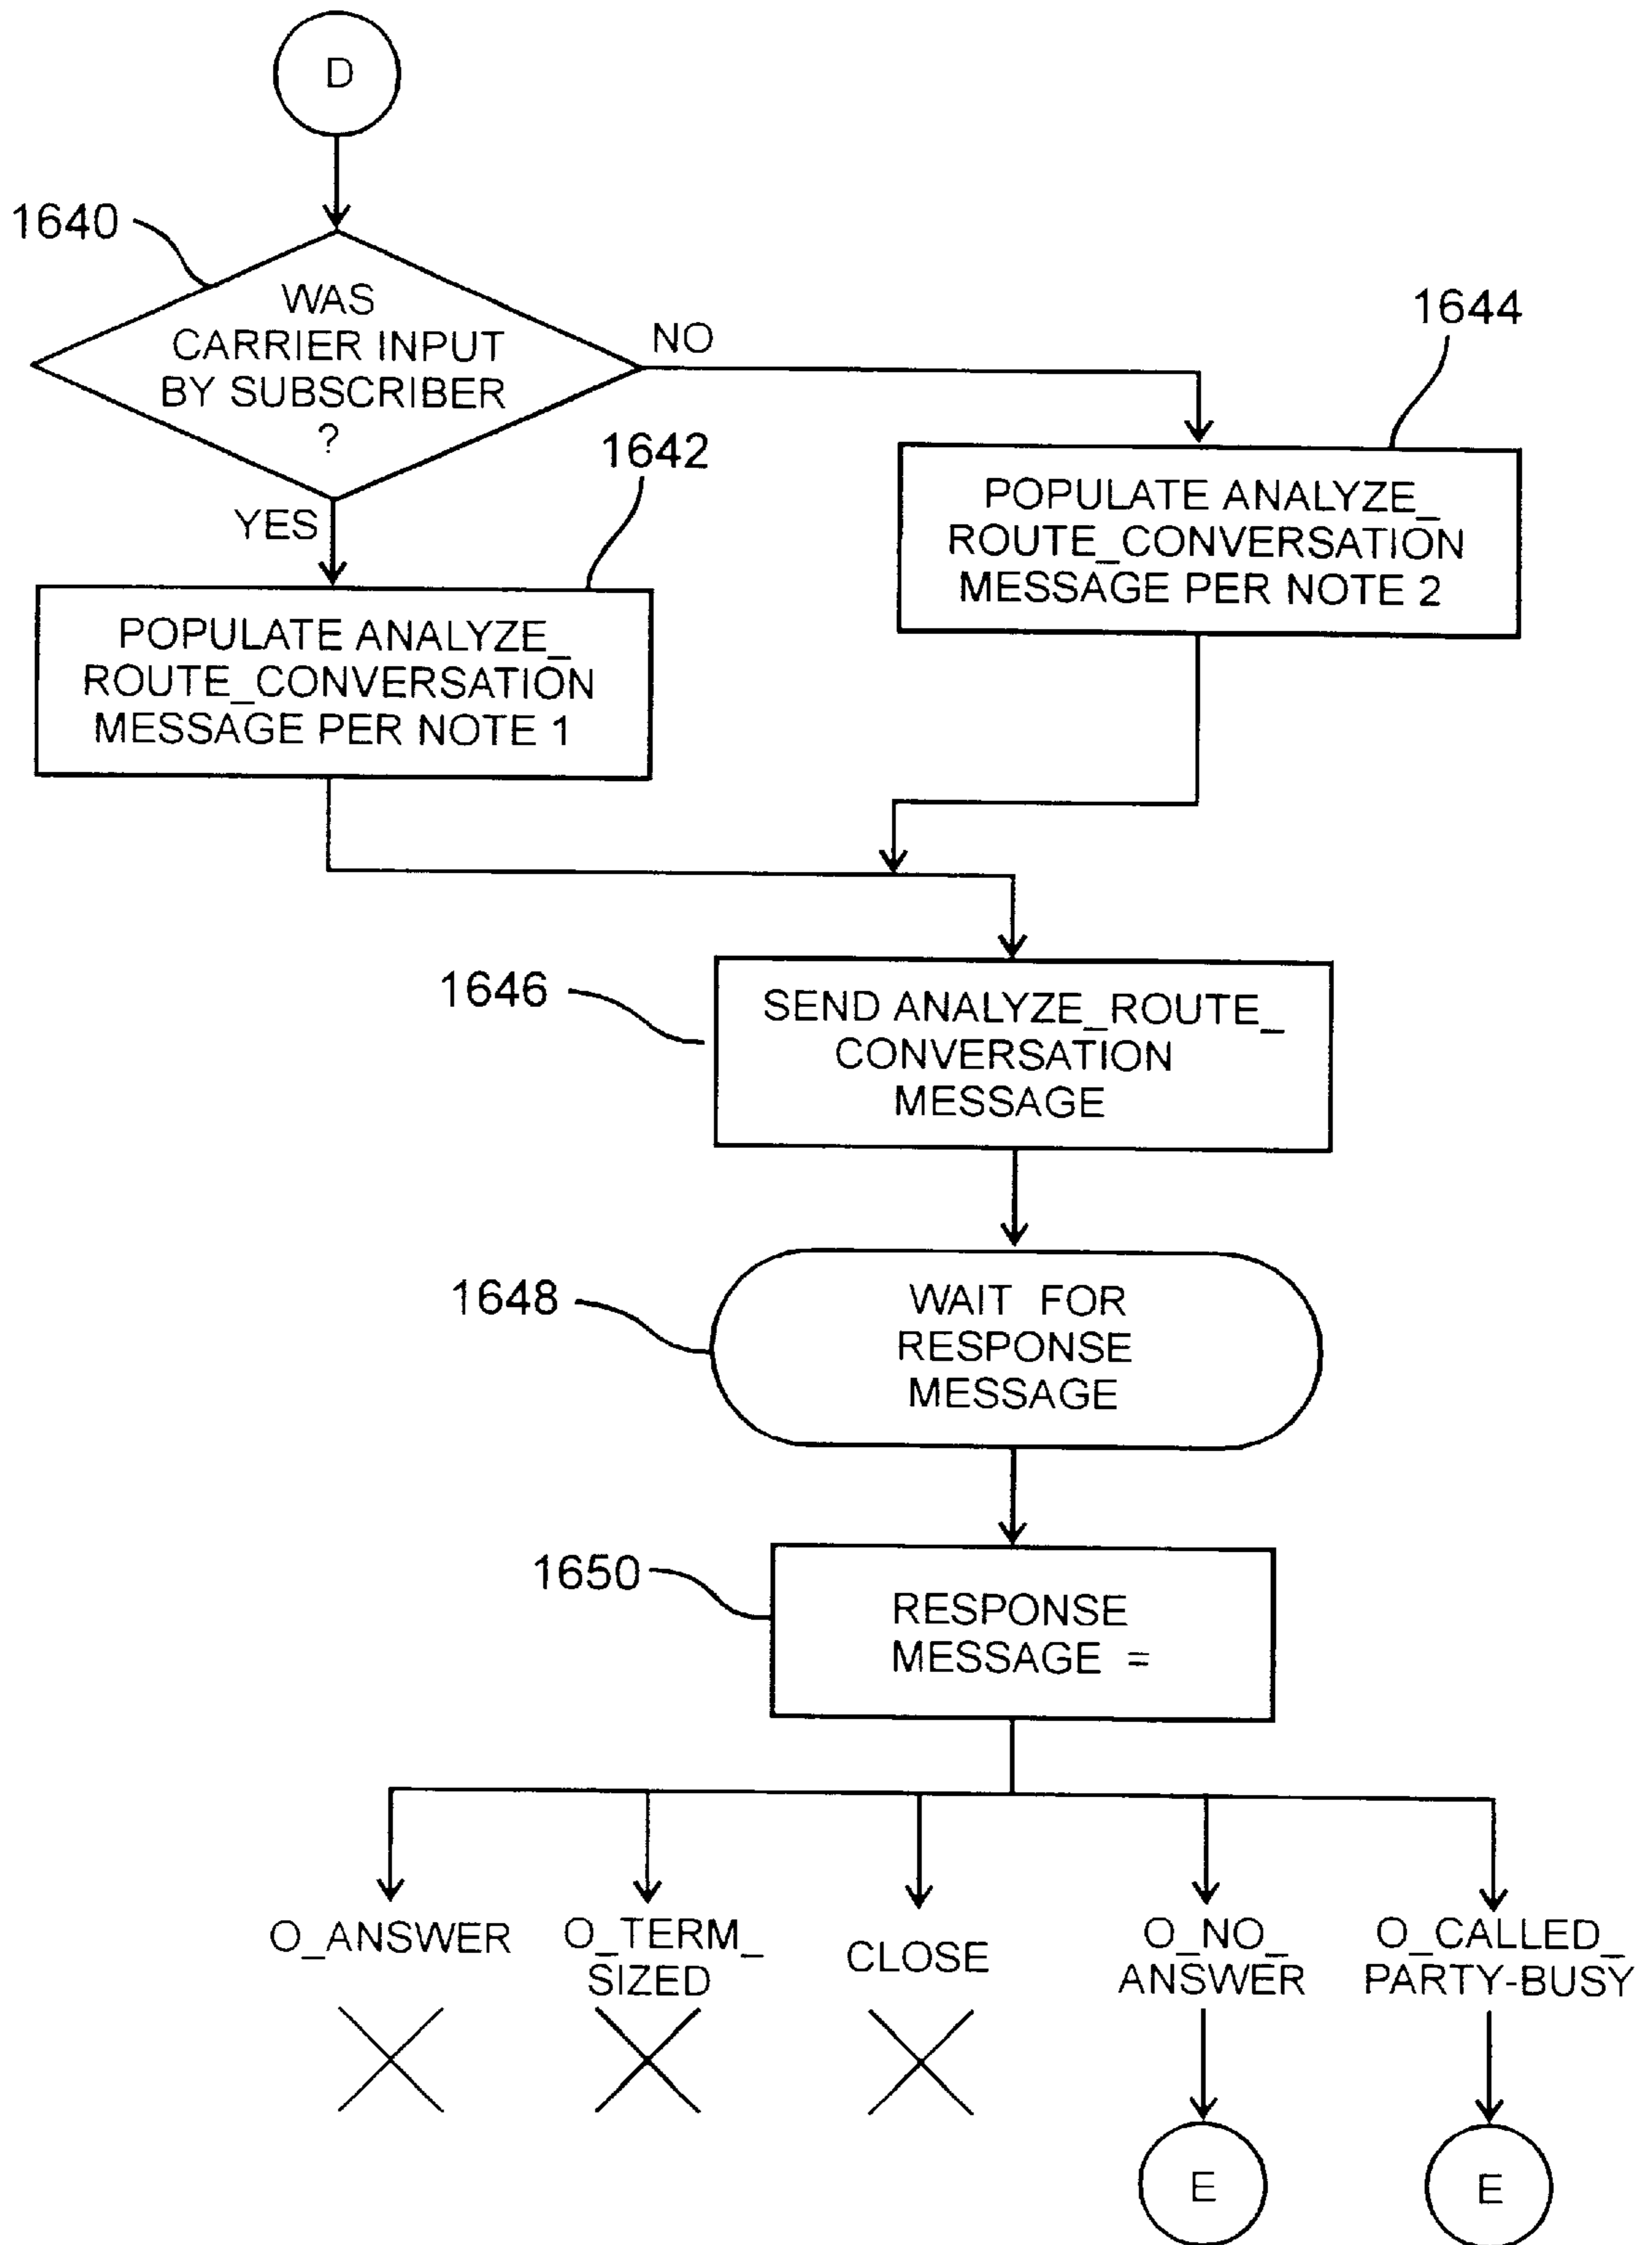 D
1640
WAS
CARRIER INPUT
BY SUBSCRIBER
?
NO
1644
YES
1642
POPULATE ANALYZE_
ROUTE_CONVERSATION
MESSAGE PER NOTE 2
POPULATE ANALYZE_
ROUTE_CONVERSATION
MESSAGE PER NOTE 1
1646
SEND ANALYZE_ROUTE_
CONVERSATION
MESSAGE
1648
WAIT FOR
RESPONSE
MESSAGE
1650
RESPONSE
MESSAGE =
O_ANSWER
O_TERM_
SIZED
CLOSE
O_NO_
ANSWER
O_CALLED_
PARTY-BUSY
E
E